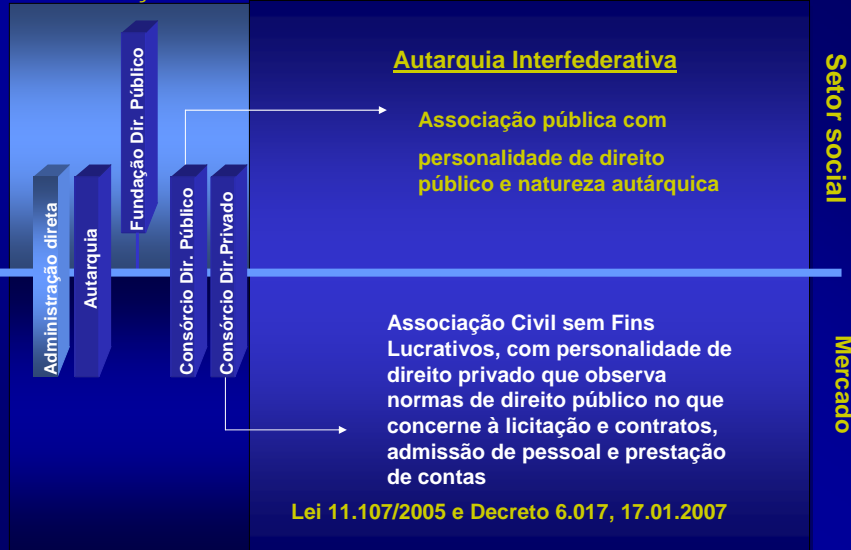 Fundação Dir. Público
Administração direta
Autarquia
Consórcio Dir. Público
Consórcio Dir.Privado
Autarquia Interfederativa
Associação pública com
personalidade de direito
público e natureza autárquica
Associação Civil sem Fins
Lucrativos, com personalidade de
direito privado que observa
normas de direito público no que
concerne à licitação e contratos,
admissão de pessoal e prestação
de contas
Lei 11.107/2005 e Decreto 6.017, 17.01.2007
Setor social
Mercado